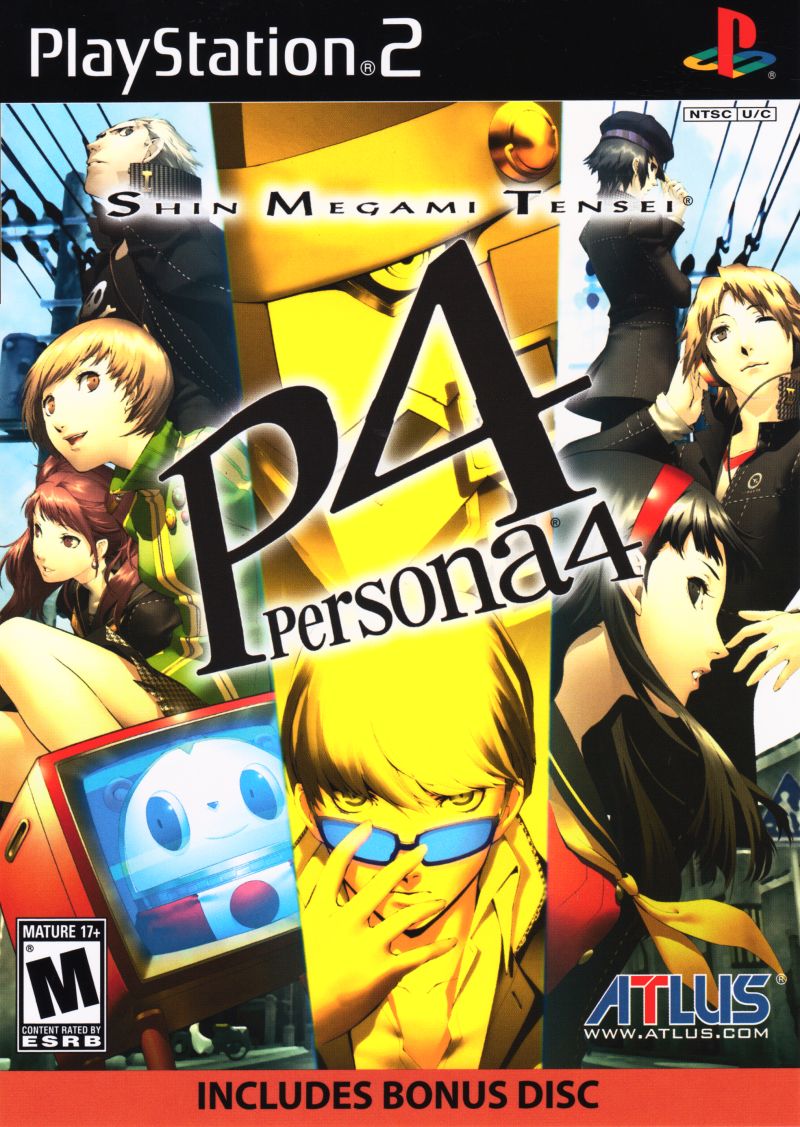 PlayStation®2
®
NTSC U/C
SHIN MEGAMI TENSEI®
P4
Persona®4
MATURE 17+
®
M
CONTENT RATED BY
ESRB
ATLUS®
WWW.ATLUS.COM
INCLUDES BONUS DISC